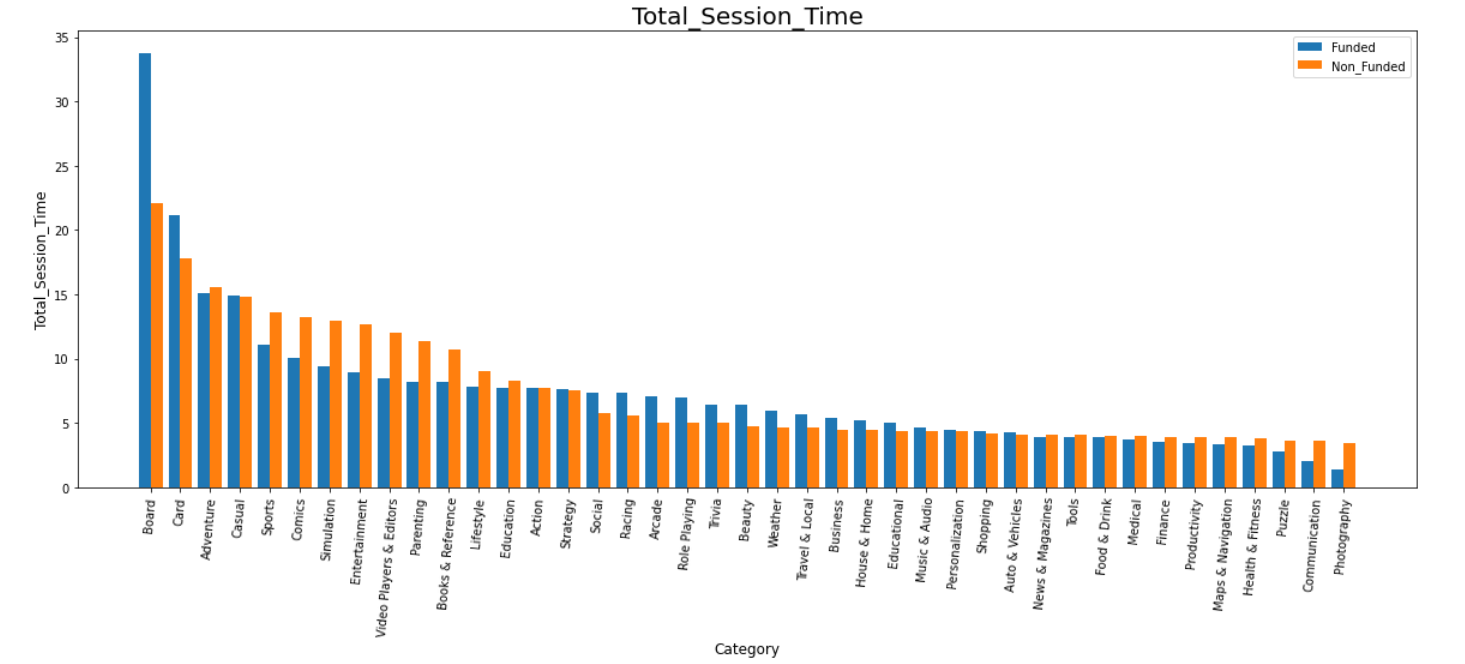 Total_Session_Time
Funded
Non_Funded
Total_Session_Time
35
30
25
20
15
10
5
0
Board
Card
Adventure
Casual
Sports
Comics
Simulation
Entertainment
Video Players & Editors
Parenting
Books & Reference
Lifestyle
Education
Action
Strategy
Social
Racing
Arcade
Role Playing
Trivia
Beauty
Weather
Travel & Local
Business
House & Home
Educational
Music & Audio
Personalization
Shopping
Auto & Vehicles
News & Magazines
Tools
Food & Drink
Medical
Finance
Productivity
Maps & Navigation
Health & Fitness
Puzzle
Communication
Photography
Category